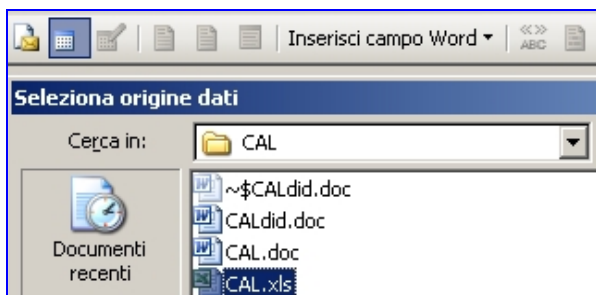 Inserisci campo Word
«» ABC
Seleziona origine dati
Cerca in:
CAL
~$CALdid.doc
CALdid.doc
CAL.doc
CAL.xls
Documenti
recenti